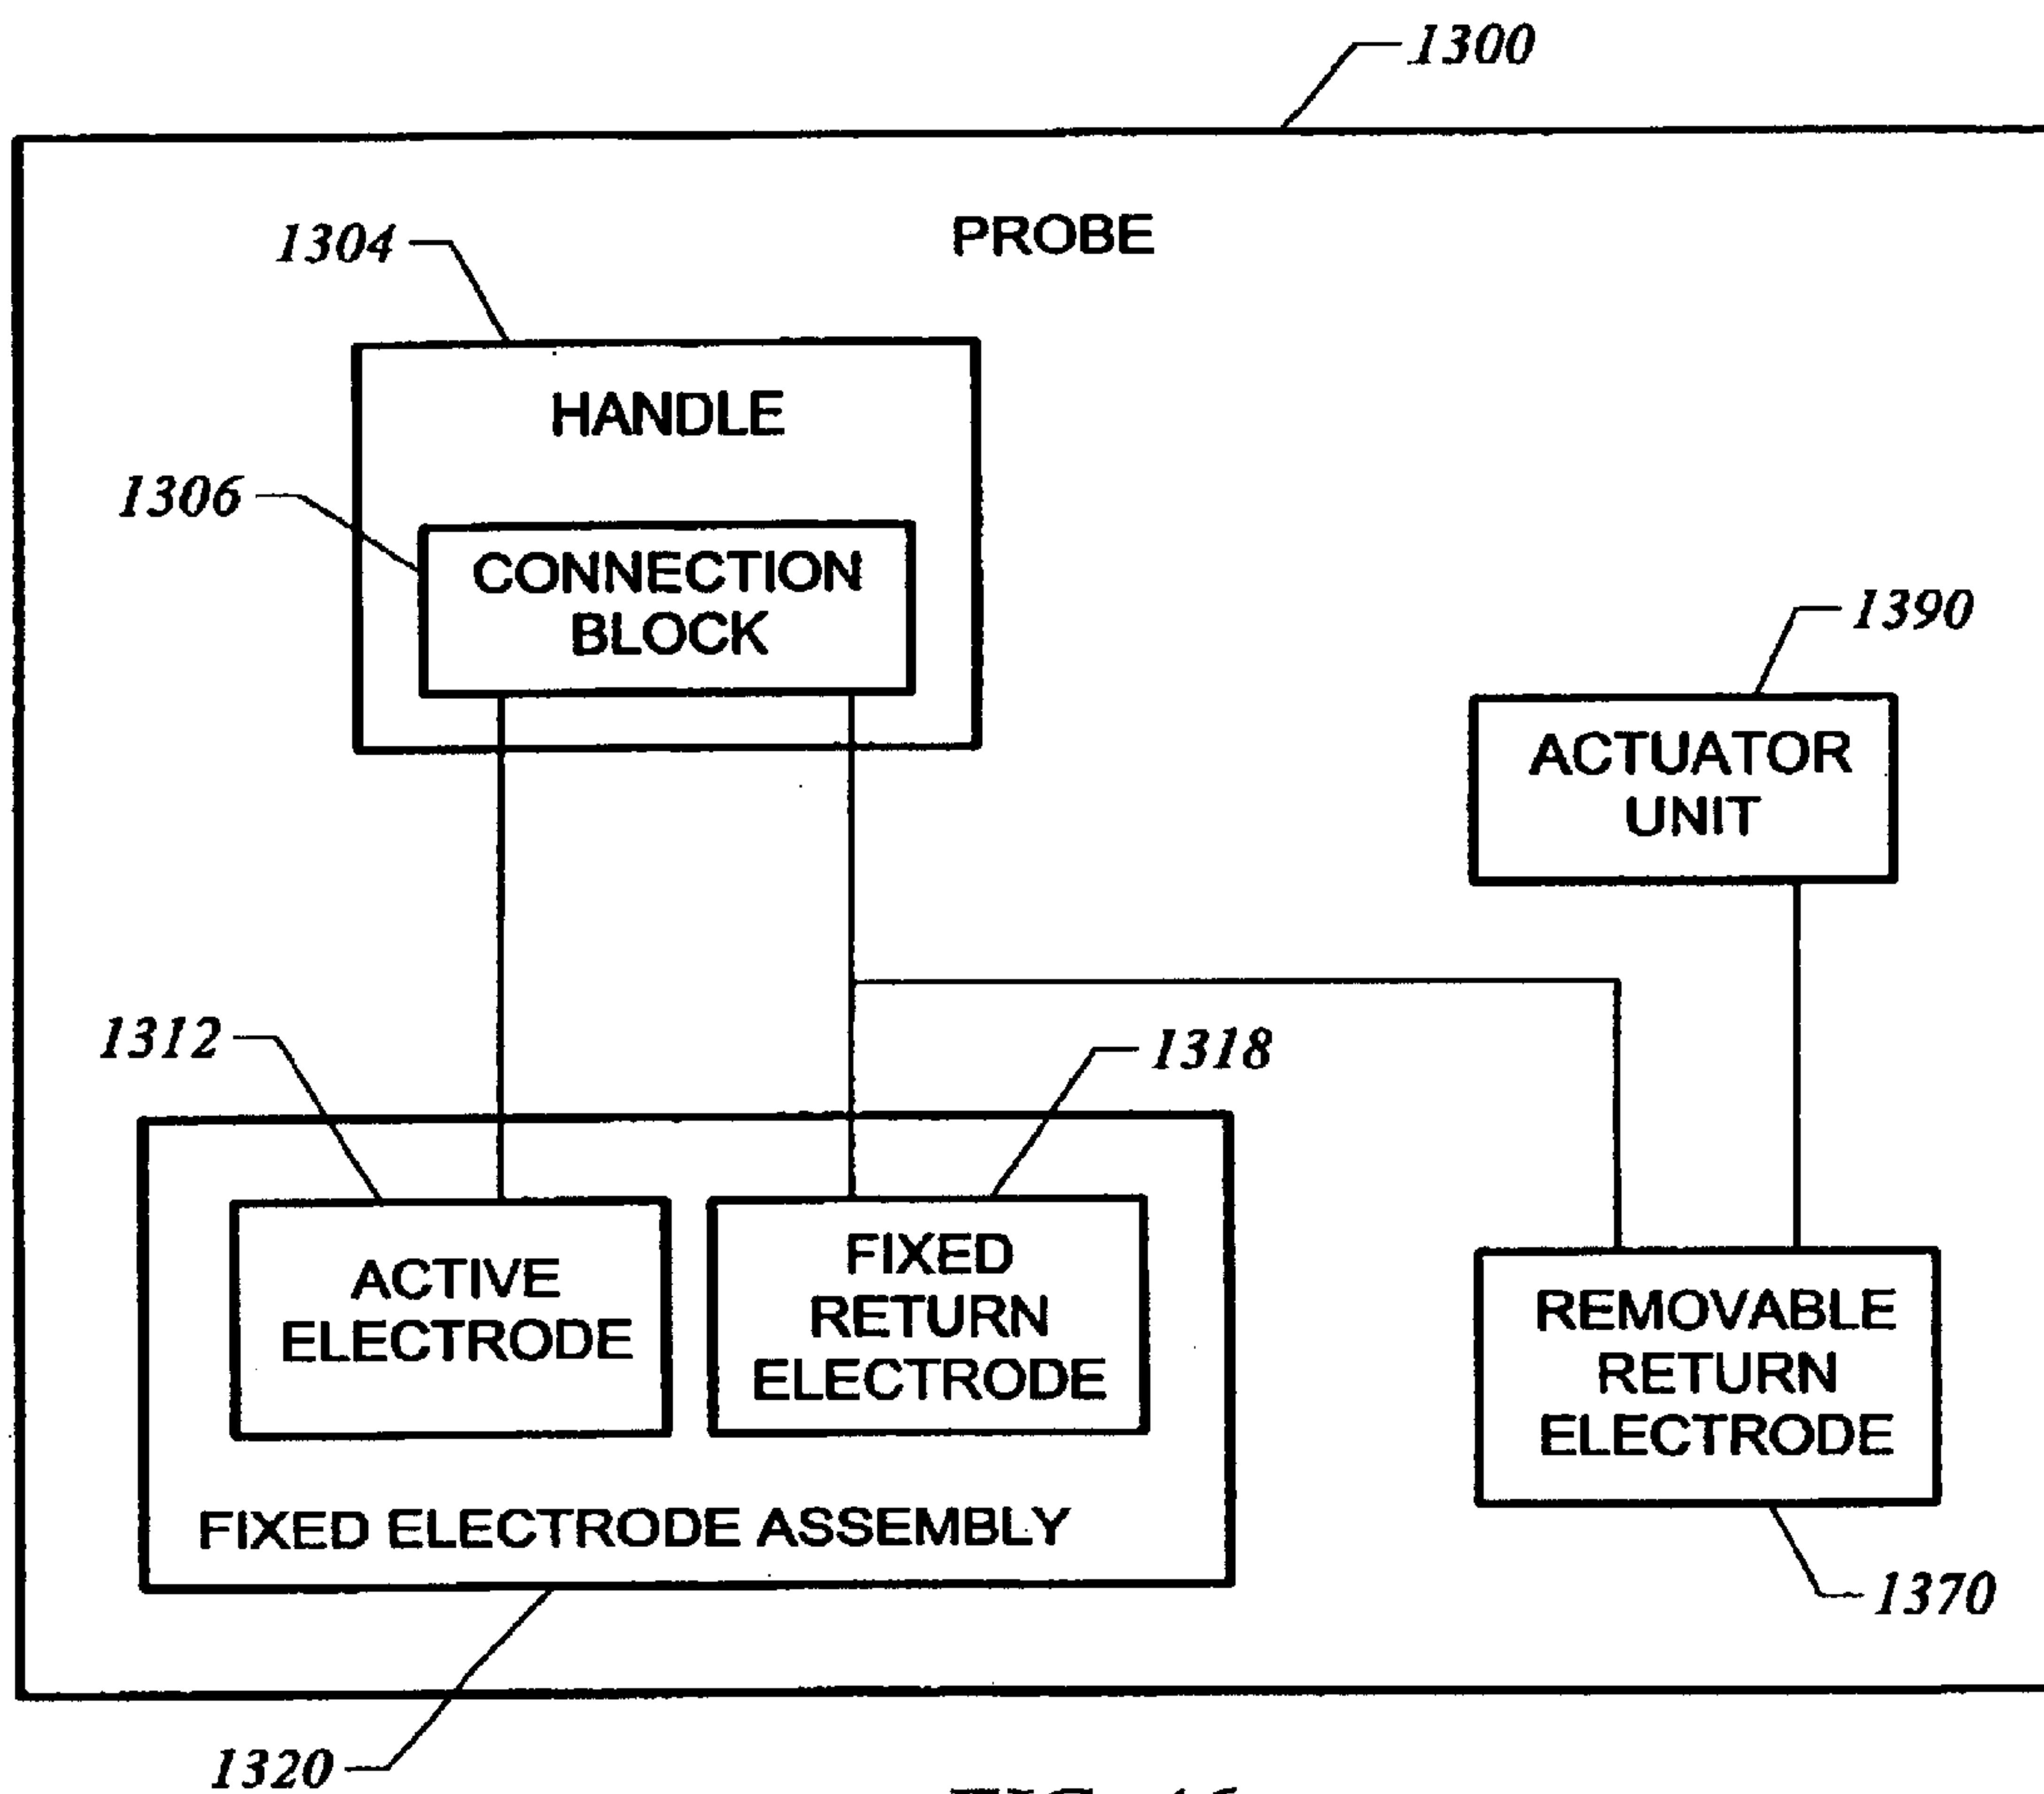 1300
PROBE
1304
HANDLE
1306
CONNECTION
BLOCK
1390
ACTUATOR
UNIT
1312
1318
ACTIVE
ELECTRODE
FIXED
RETURN
ELECTRODE
REMOVABLE
RETURN
ELECTRODE
FIXED ELECTRODE ASSEMBLY
1370
1320